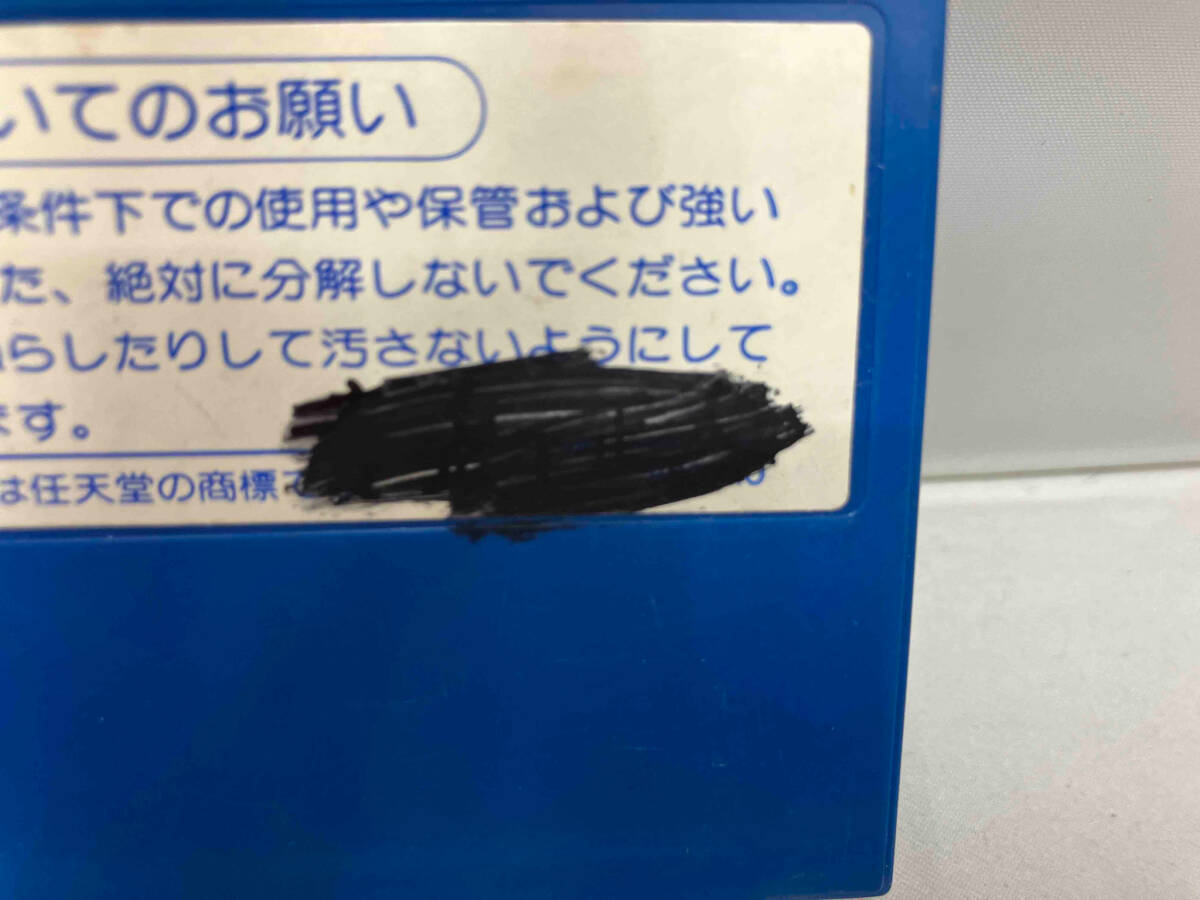 いてのお願い
条件下での使用や保管および強い
た、絶対に分解しないでください。
らしたりして汚さないようにして
ます。
は任天堂の商標で